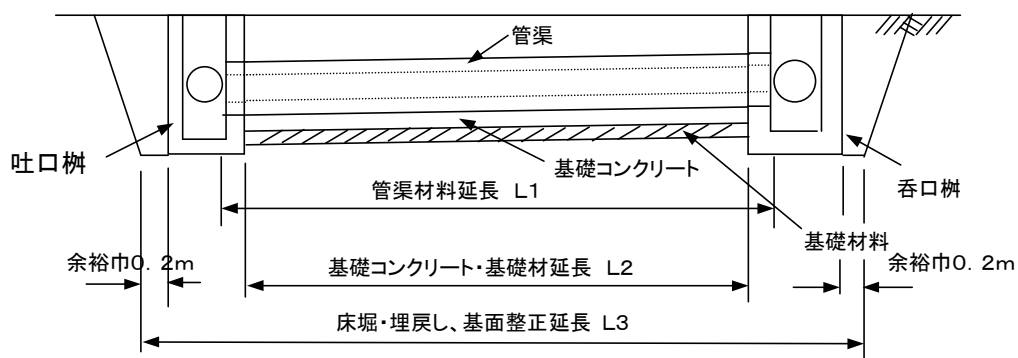 管渠
吐口桝
基礎コンクリート
呑口桝
管渠材料延長 L1
基礎材料
余裕巾0.2m
基礎コンクリート・基礎材延長 L2
余裕巾0.2m
床堀・埋戻し、基面整正延長 L3